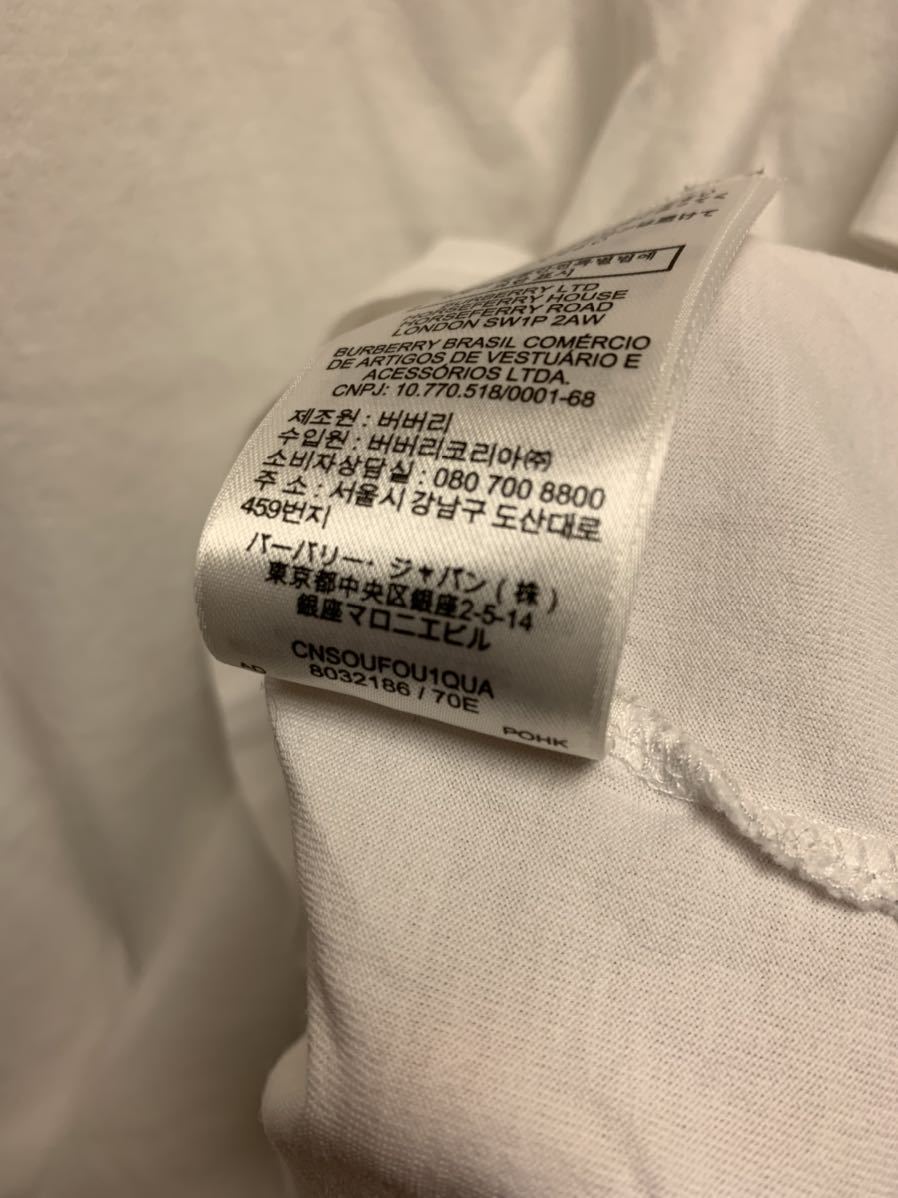 避けて
표시
BURBERRY LTD
HORSEFERRY HOUSE
HORSEFERRY ROAD
LONDON SW1P 2AW
BURBERRY BRASIL COMÉRCIO
DE ARTIGOS DE VESTUÁRIO E
ACESSÓRIOS LTDA.
CNPJ: 10.770.518/0001-68
제조원 : 버버리
수입원 : 버버리코리아㈜
소비자상담실 : 080 700 8800
주 소 : 서울시 강남구 도산대로
459번지
バーバリー・ジャパン(株)
東京都中央区銀座2-5-14
銀座マロニエビル
CNSOUFOU1QUA
8032186 / 70E
POHK